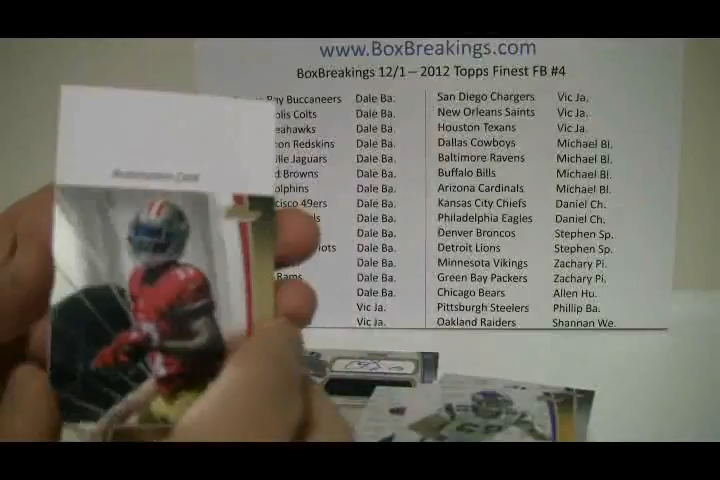 www.BoxBreakings.com
BoxBreakings 12/1 – 2012 Topps Finest FB #4
Bay Buccaneers Dale Ba. San Diego Chargers Vic Ja.
olis Colts Dale Ba. New Orleans Saints Vic Ja.
eahawks Dale Ba. Houston Texans Vic Ja.
on Redskins Dale Ba. Dallas Cowboys Michael Bl.
lle Jaguars Dale Ba. Baltimore Ravens Michael Bl.
d Browns Dale Ba. Buffalo Bills Michael Bl.
olphins Dale Ba. Arizona Cardinals Michael Bl.
cisco 49ers Dale Ba. Kansas City Chiefs Daniel Ch.
ls Dale Ba. Philadelphia Eagles Daniel Ch.
Dale Ba. Denver Broncos Stephen Sp.
iots Dale Ba. Detroit Lions Stephen Sp.
Dale Ba. Minnesota Vikings Zachary Pi.
Rams Dale Ba. Green Bay Packers Zachary Pi.
Dale Ba. Chicago Bears Allen Hu.
Vic Ja. Pittsburgh Steelers Phillip Ba.
Vic Ja. Oakland Raiders Shannan We.